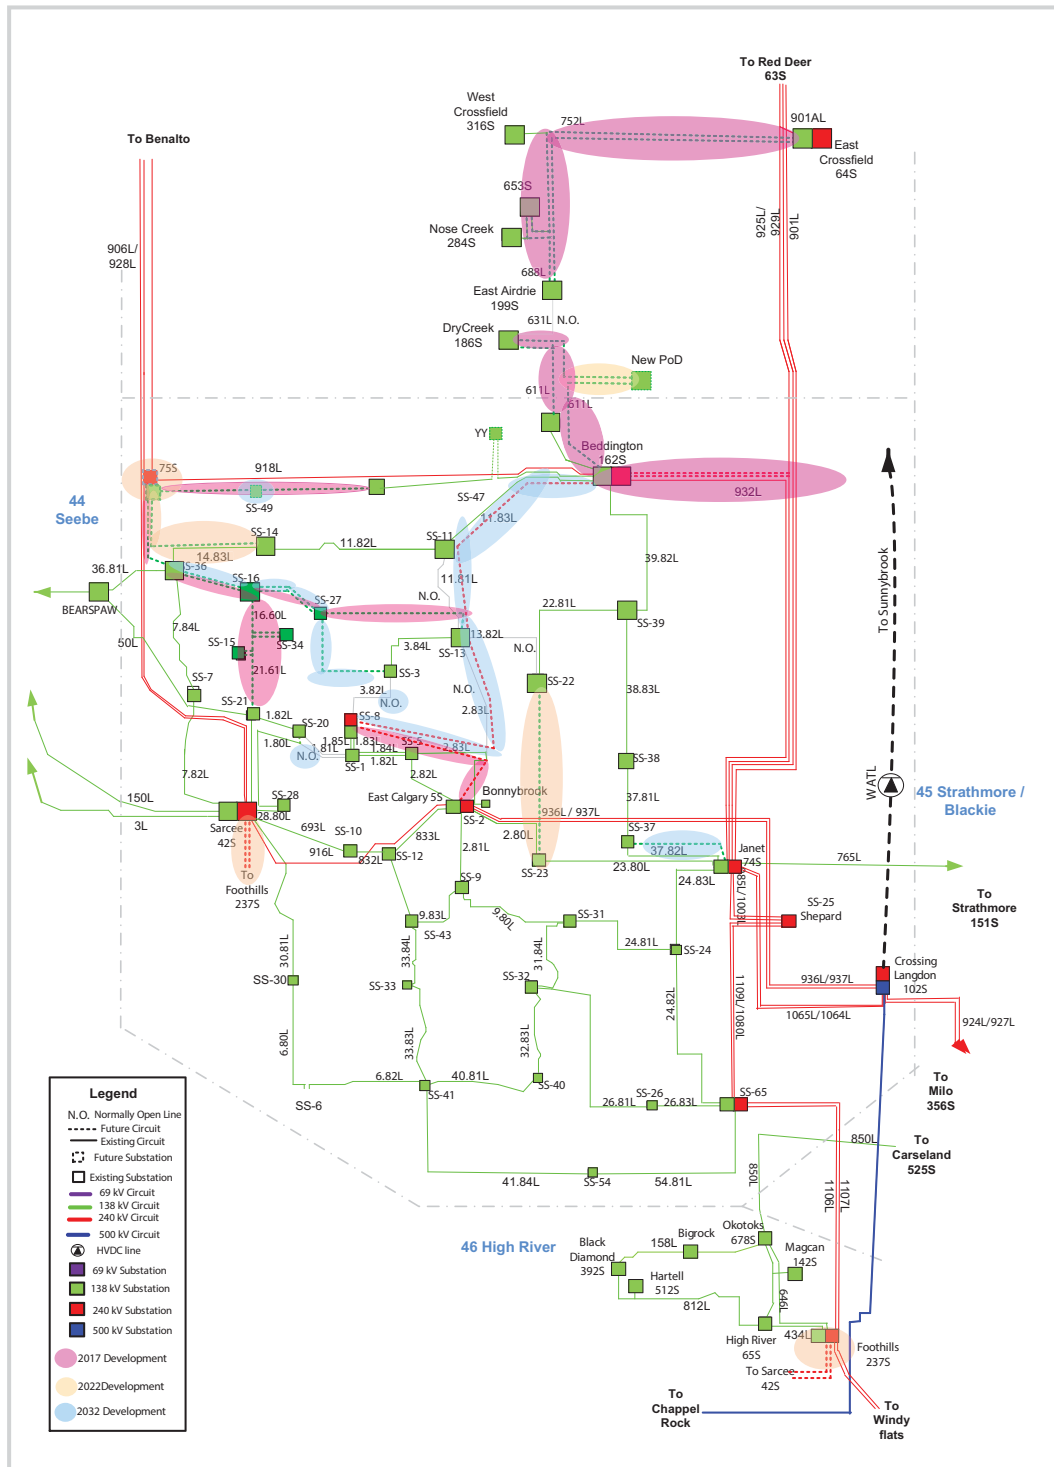 To Red Deer
63S
West
Crossfield
316S
752L
901AL
East
Crossfield
64S
To Benalto
653S
Nose Creek
284S
925L/
929L
901L
906L/
928L
688L
East Airdrie
199S
631L N.O.
DryCreek
186S
New PoD
611L
611L
YY
Beddington
162S
75S
918L
932L
44
Seebe
SS-49
SS-47
11.83L
SS-14
11.82L
SS-11
14.83L
39.82L
36.81L
SS-36
SS-16
11.81L
To Sunnybrook
BEARSPAW
SS-27
N.O.
22.81L
SS-39
16.60L
7.84L
50L
SS-15
SS-34
3.84L
13.82L
SS-13
N.O.
21.61L
SS-3
SS-22
SS-7
3.82L
N.O.
N.O.
38.83L
SS-21
1.82L
SS-8
2.83L
SS-20
1.80L
1.81L
1.85L
1.83L
1.84L
SS-5
2.83L
N.O.
SS-1
1.82L
SS-38
7.82L
2.82L
WATL
45 Strathmore /
Blackie
Bonnybrook
37.81L
150L
SS-28
East Calgary 5S
SS-2
936L / 937L
3L
Sarcee
42S
28.80L
693L
SS-10
833L
2.80L
SS-37
37.82L
Janet
74S
765L
916L
832L
SS-12
2.81L
SS-23
23.80L
To
Foothills
237S
SS-9
24.83L
985L/1003L
To
Strathmore
151S
9.83L
9.80L
SS-31
SS-25
Shepard
SS-43
30.81L
33.84L
31.84L
24.81L
SS-24
Crossing
Langdon
102S
SS-30
SS-33
SS-32
24.82L
1109L/1080L
936L/937L
1065L/1064L
924L/927L
6.80L
33.83L
32.83L
To
Milo
356S
6.82L
40.81L
SS-40
SS-41
SS-6
SS-26
26.81L
26.83L
SS-65
850L
To
Carseland
525S
850L
41.84L
SS-54
54.81L
1106L
1107L
46 High River
Okotoks
678S
Bigrock
158L
Black
Diamond
392S
Magcan
142S
Hartell
512S
812L
646L
High River
65S
434L
Foothills
237S
To Sarcee
42S
To
Chappel
Rock
To
Windy
flats
Legend
N.O. Normally Open Line
Future Circuit
Existing Circuit
Future Substation
Existing Substation
69 kV Circuit
138 kV Circuit
240 kV Circuit
500 kV Circuit
HVDC line
69 kV Substation
138 kV Substation
240 kV Substation
500 kV Substation
2017 Development
2022Development
2032 Development